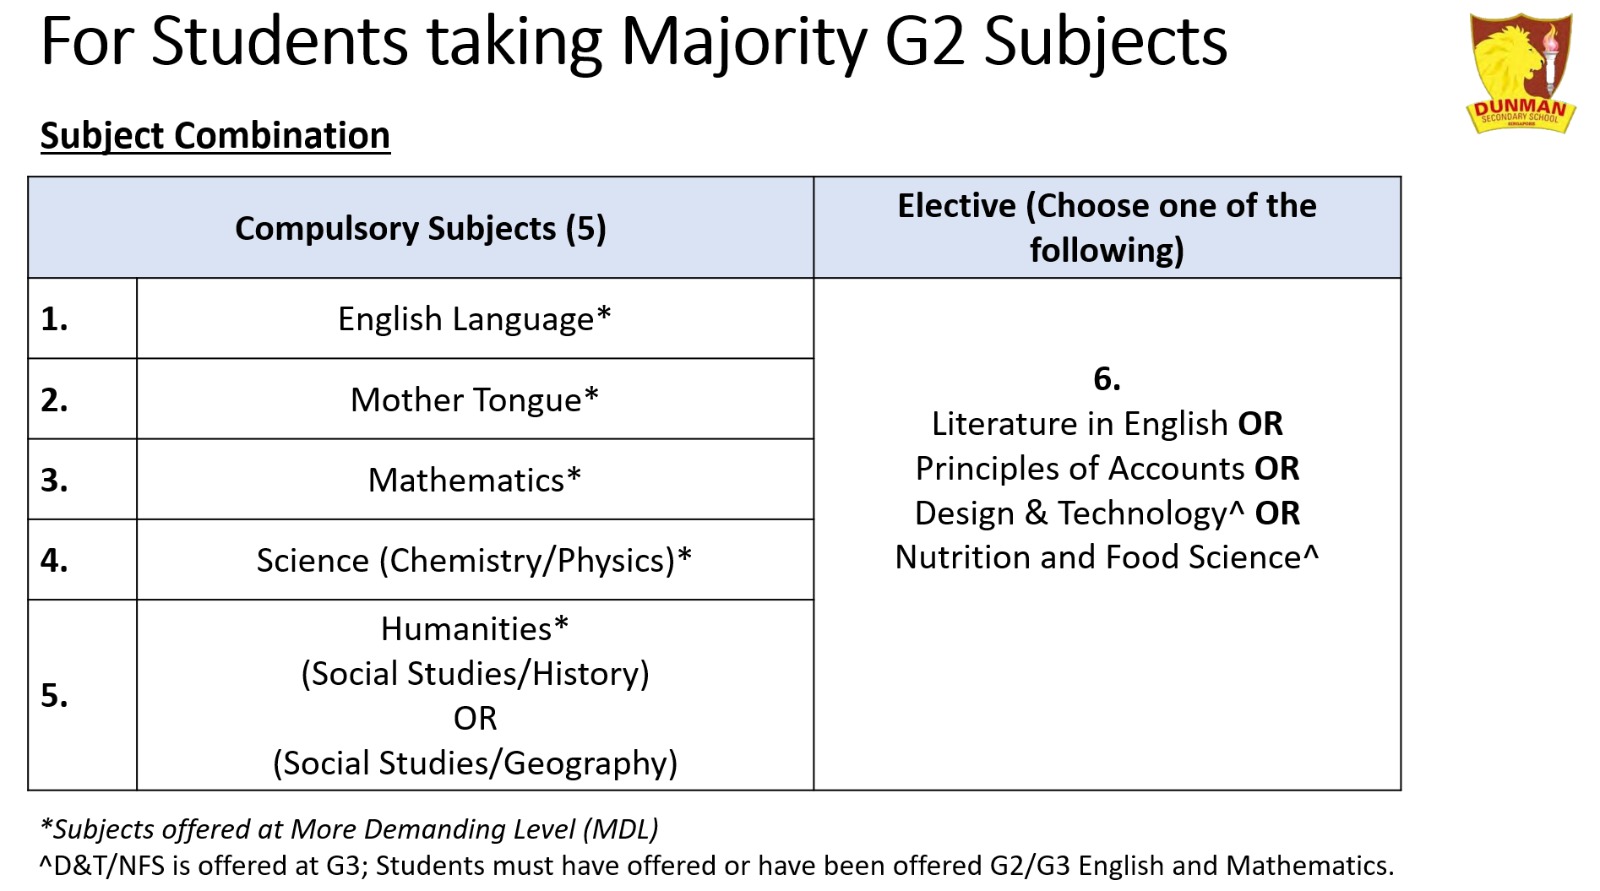 For Students taking Majority G2 Subjects
DUNMAN
SECONDARY SCHOOL
SINGAPORE
Subject Combination
Compulsory Subjects (5)
Elective (Choose one of the
following)
1.
English Language*
2.
Mother Tongue*
3.
Mathematics*
4.
Science (Chemistry/Physics)*
5.
Humanities*
(Social Studies/History)
OR
(Social Studies/Geography)
6.
Literature in English OR
Principles of Accounts OR
Design & Technology^ OR
Nutrition and Food Science^
*Subjects offered at More Demanding Level (MDL)
^D&T/NFS is offered at G3; Students must have offered or have been offered G2/G3 English and Mathematics.